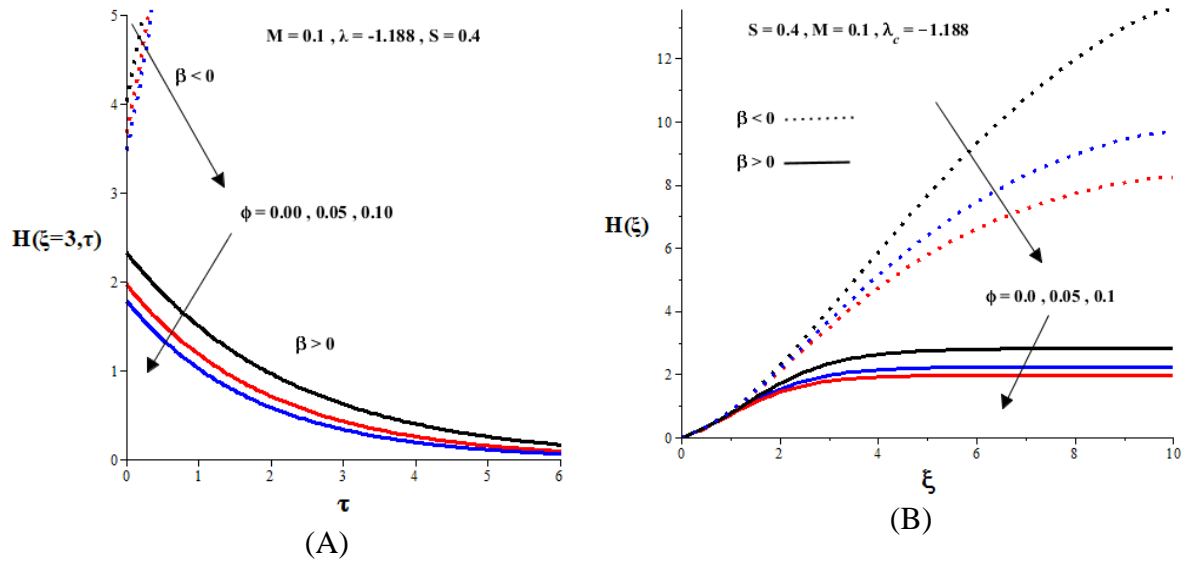 M = 0.1 , λ = -1.188 , S = 0.4
β < 0
ϕ = 0.00 , 0.05 , 0.10
H(ξ=3,τ)
β > 0
5
4
3
2
1
0
0 1 2 3 4 5 6
τ
(A)
S = 0.4 , M = 0.1 , λc = −1.188
β < 0
β > 0
H(ξ)
ϕ = 0.0 , 0.05 , 0.1
12
10
8
6
4
2
0
0 2 4 6 8 10
ξ
(B)